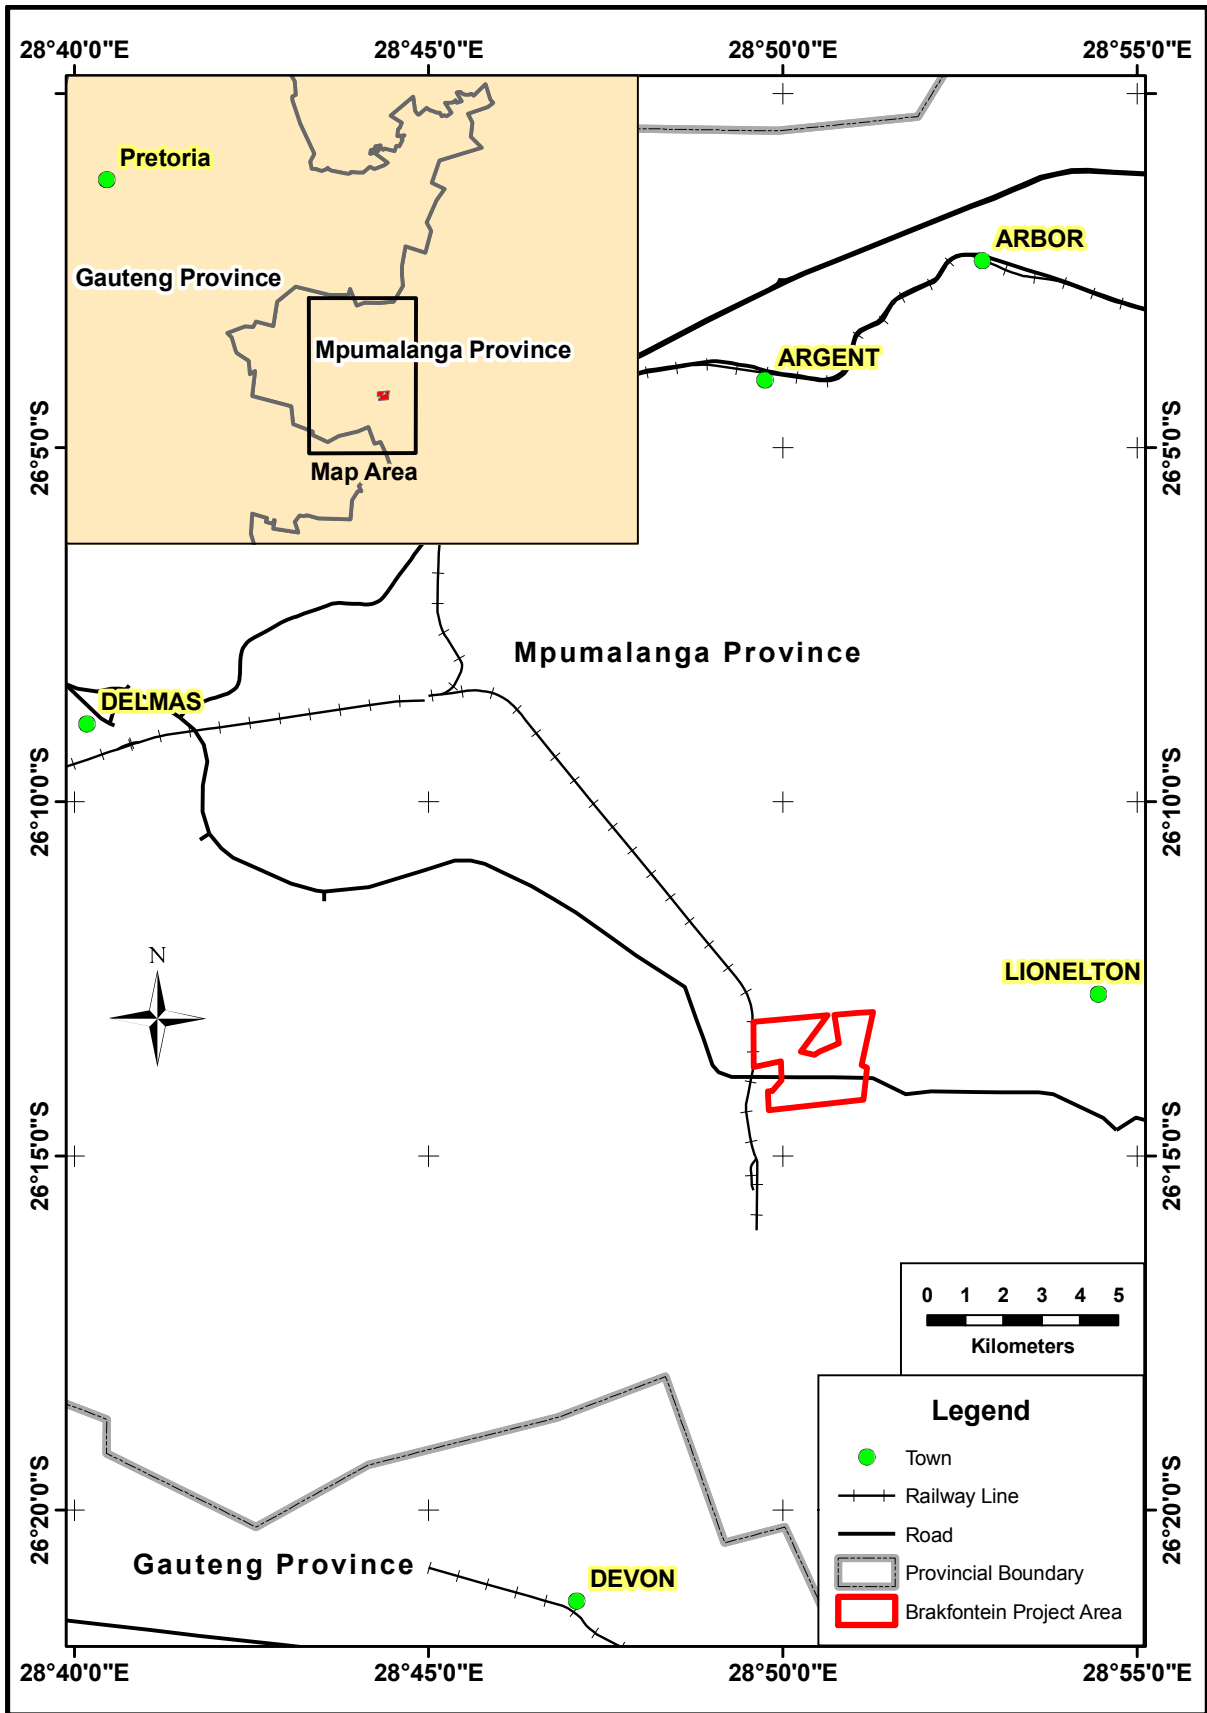 28°40'0"E
28°45'0"E
28°50'0"E
28°55'0"E
Pretoria
Gauteng Province
Mpumalanga Province
Map Area
ARBOR
ARGENT
26°5'0"S
26°5'0"S
Mpumalanga Province
DELMAS
26°10'0"S
26°10'0"S
N
LIONELTON
26°15'0"S
26°15'0"S
0 1 2 3 4 5
Kilometers
Legend
Town
Railway Line
Road
Provincial Boundary
Brakfontein Project Area
26°20'0"S
26°20'0"S
Gauteng Province
DEVON
28°40'0"E
28°45'0"E
28°50'0"E
28°55'0"E